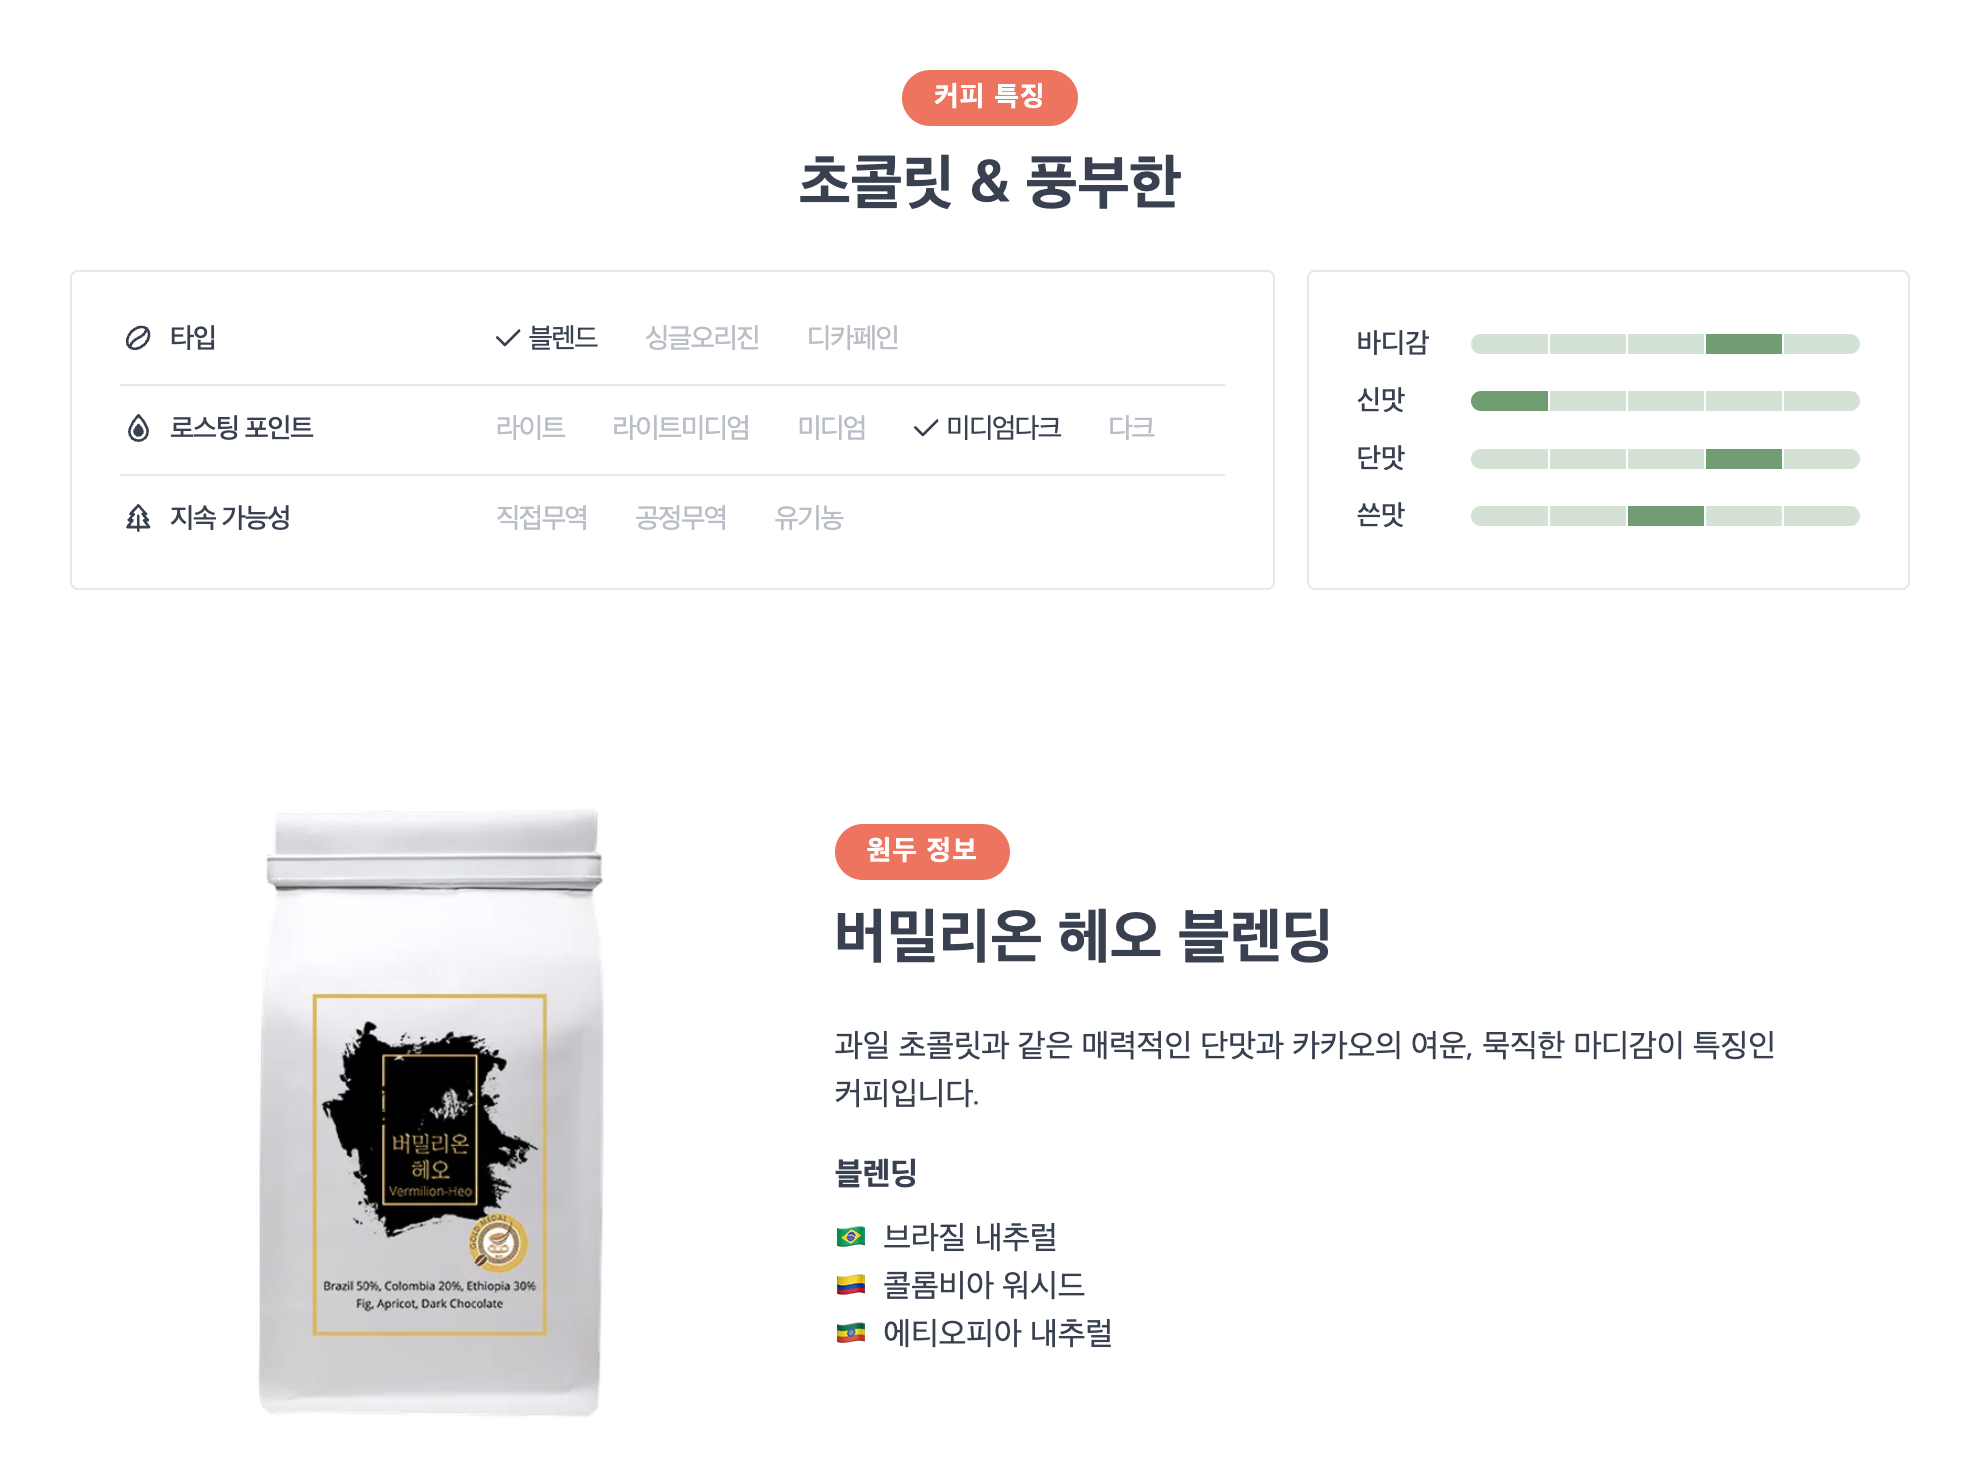 커피 특징
초콜릿 & 풍부한
타입 블렌드 싱글오리진 디카페인
로스팅 포인트 라이트 라이트미디엄 미디엄 미디엄다크 다크
지속 가능성 직접무역 공정무역 유기농
바디감
신맛
단맛
쓴맛
버밀리온
헤오
Vermilion-Heo
GOLD MEDAL
Brazil 50%, Colombia 20%, Ethiopia 30%
Fig, Apricot, Dark Chocolate
원두 정보
버밀리온 헤오 블렌딩
과일 초콜릿과 같은 매력적인 단맛과 카카오의 여운, 묵직한 마디감이 특징인
커피입니다.
블렌딩
브라질 내추럴
콜롬비아 워시드
에티오피아 내추럴